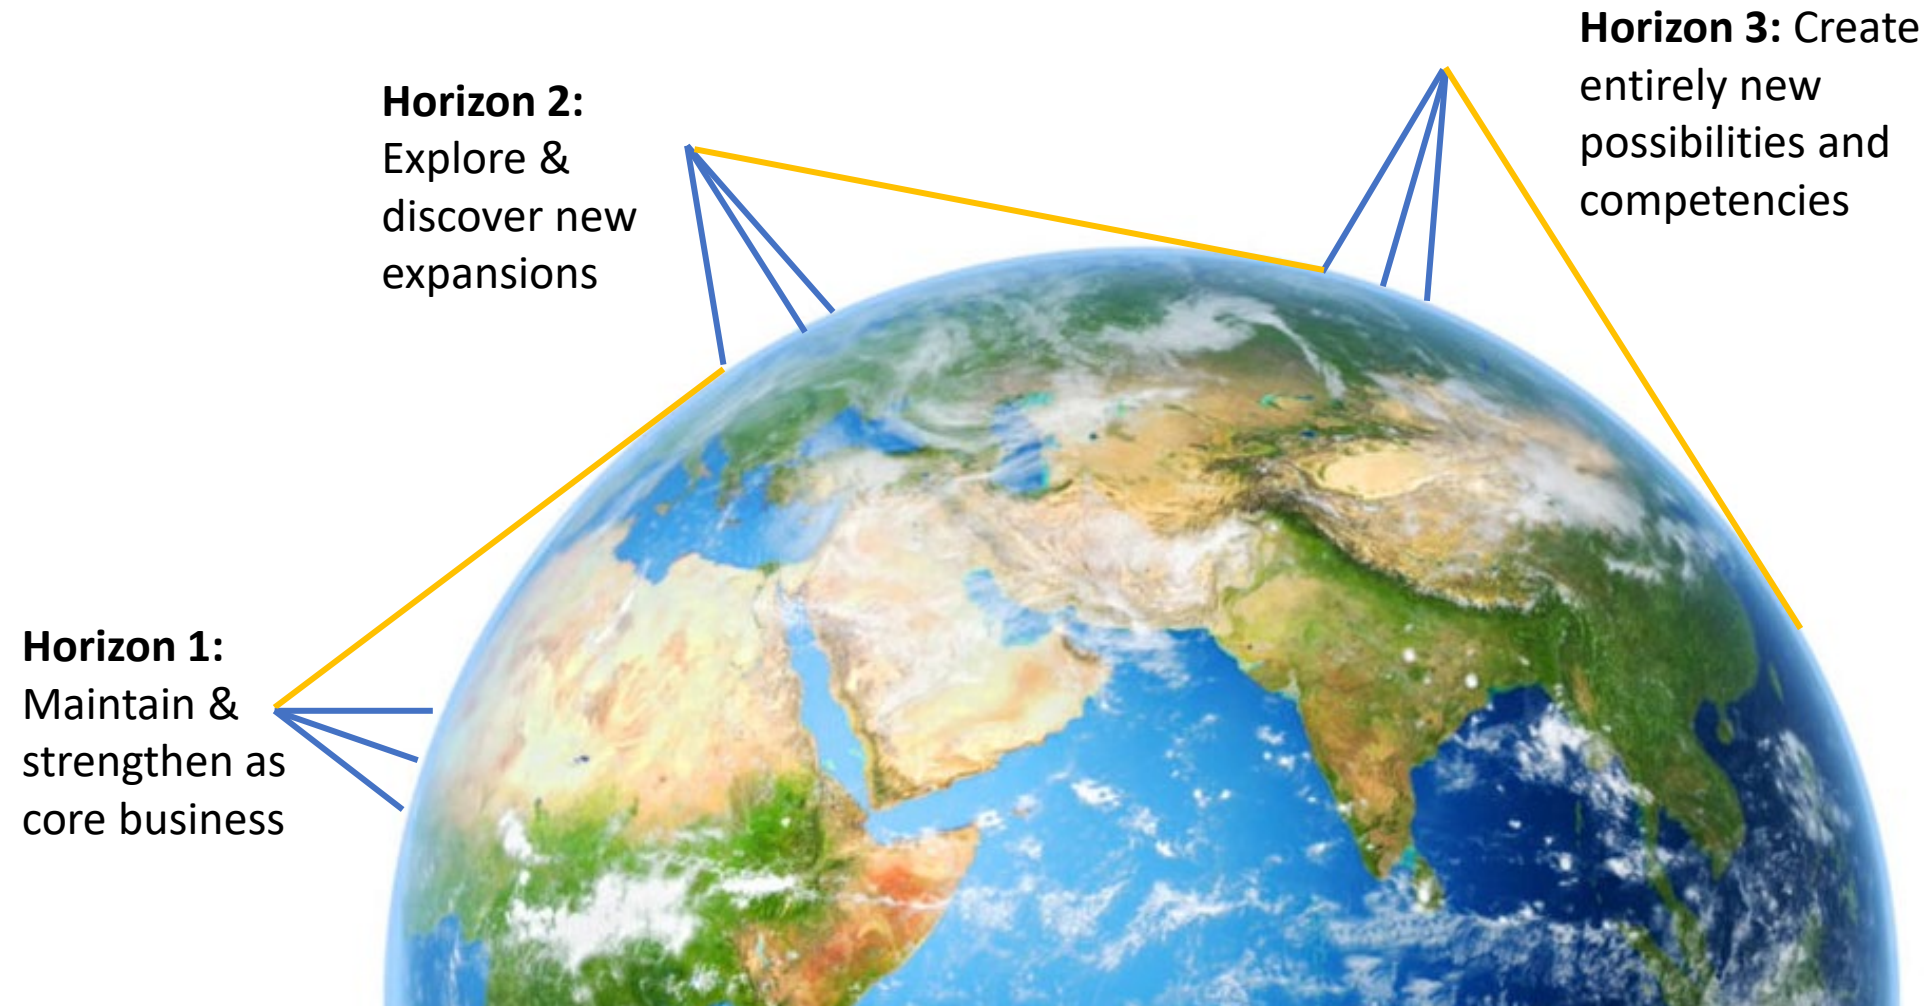 Horizon 1:
Maintain &
strengthen as
core business
Horizon 2:
Explore &
discover new
expansions
Horizon 3: Create
entirely new
possibilities and
competencies